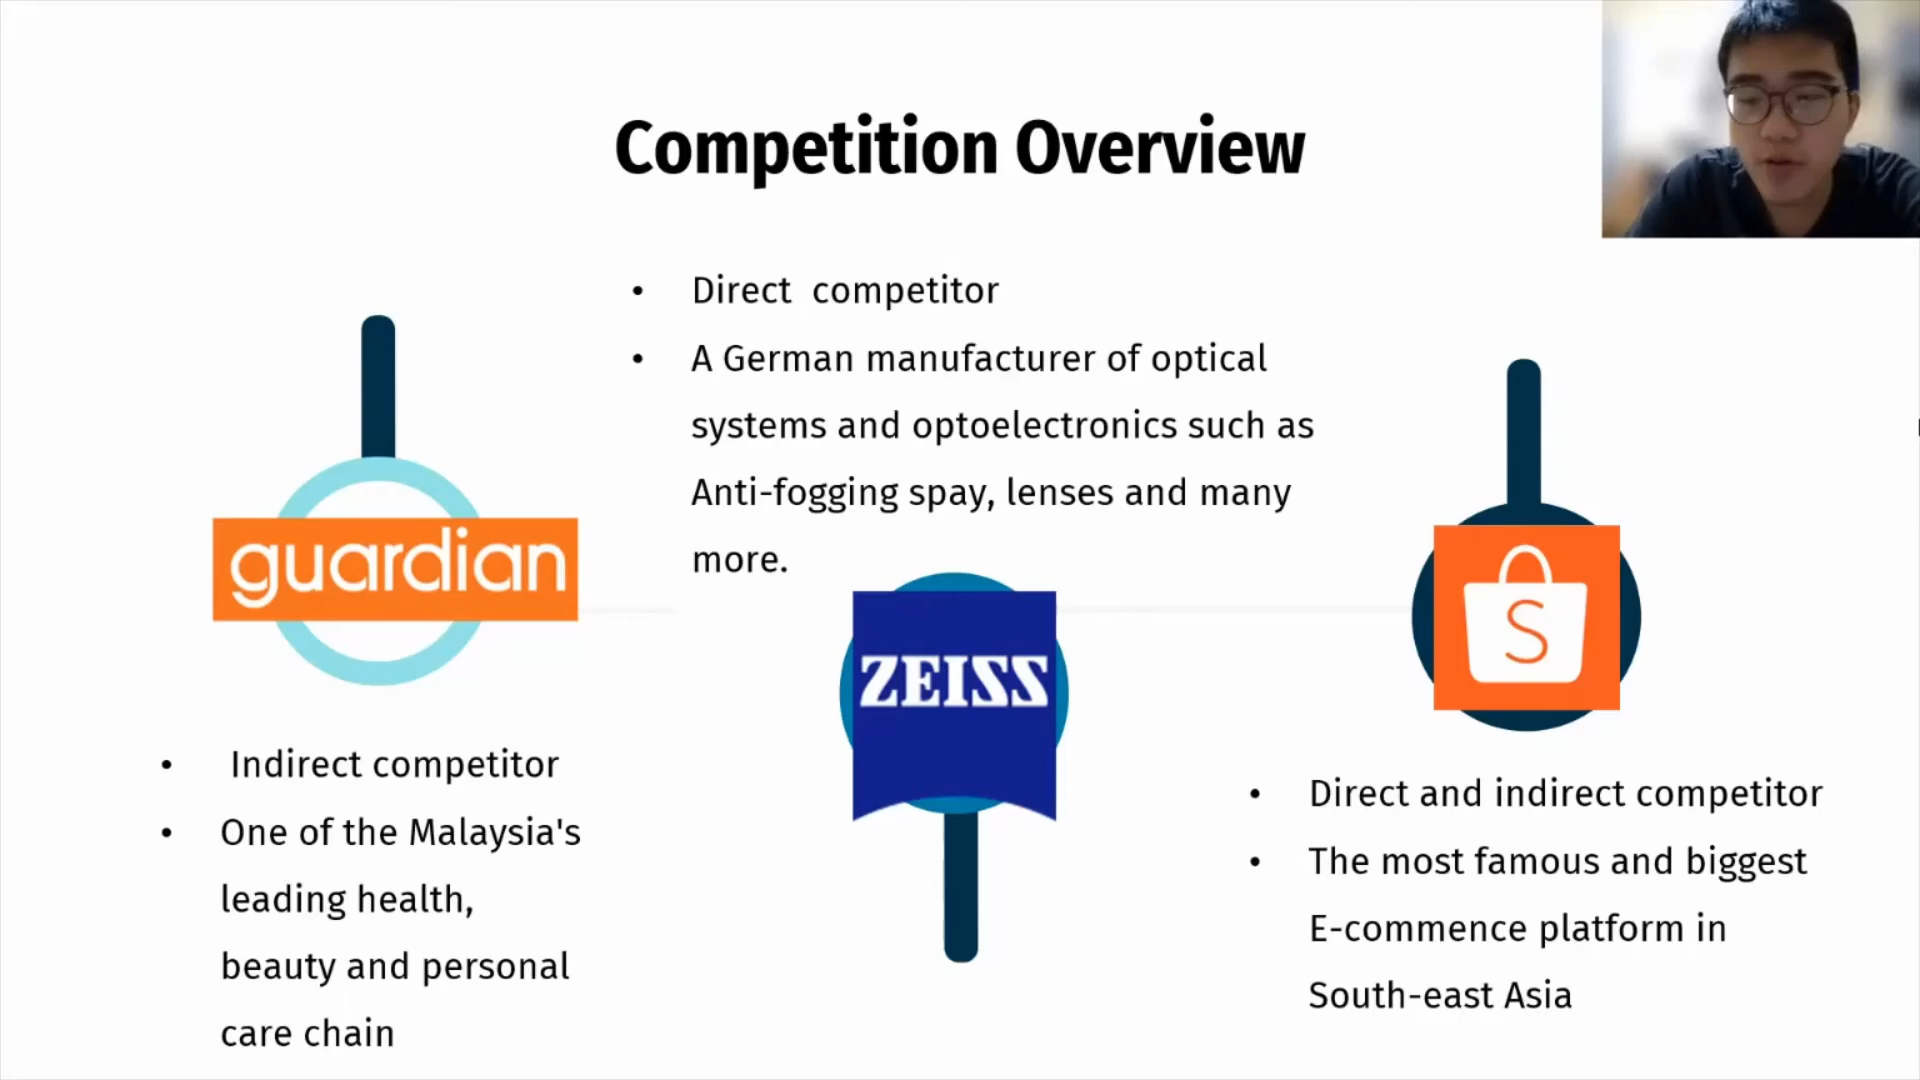 Competition Overview
• Direct  competitor
• A German manufacturer of optical
systems and optoelectronics such as
Anti-fogging spay, lenses and many
more.
guardian
ZEISS
S
• Indirect competitor
• One of the Malaysia's
leading health,
beauty and personal
care chain
• Direct and indirect competitor
• The most famous and biggest
E-commence platform in
South-east Asia